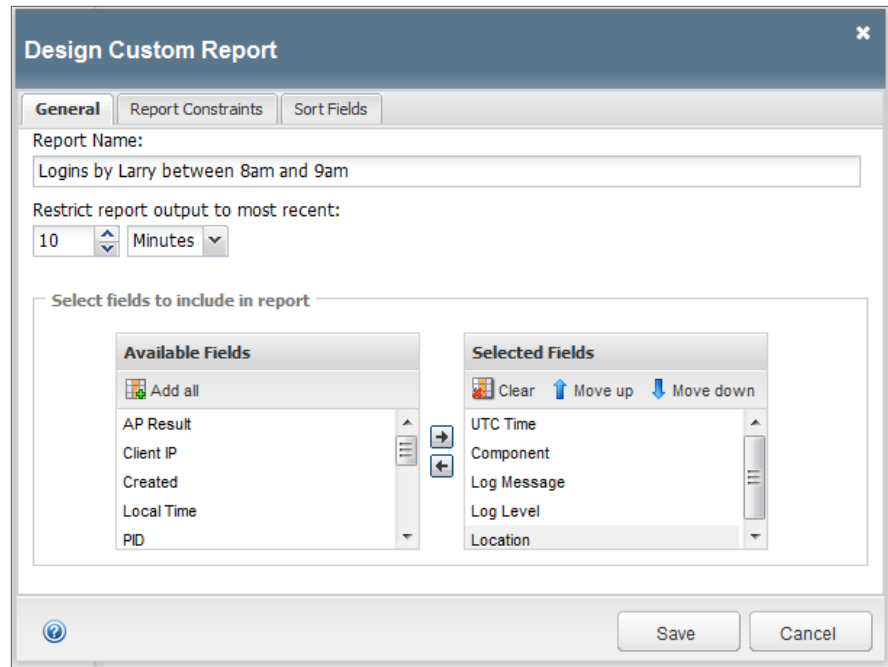 Design Custom Report
General Report Constraints Sort Fields
Report Name:
Logins by Larry between 8am and 9am
Restrict report output to most recent:
10 Minutes
Select fields to include in report
Available Fields
Add all
AP Result
Client IP
Created
Local Time
PID
Selected Fields
Clear Move up Move down
UTC Time
Component
Log Message
Log Level
Location
Save Cancel